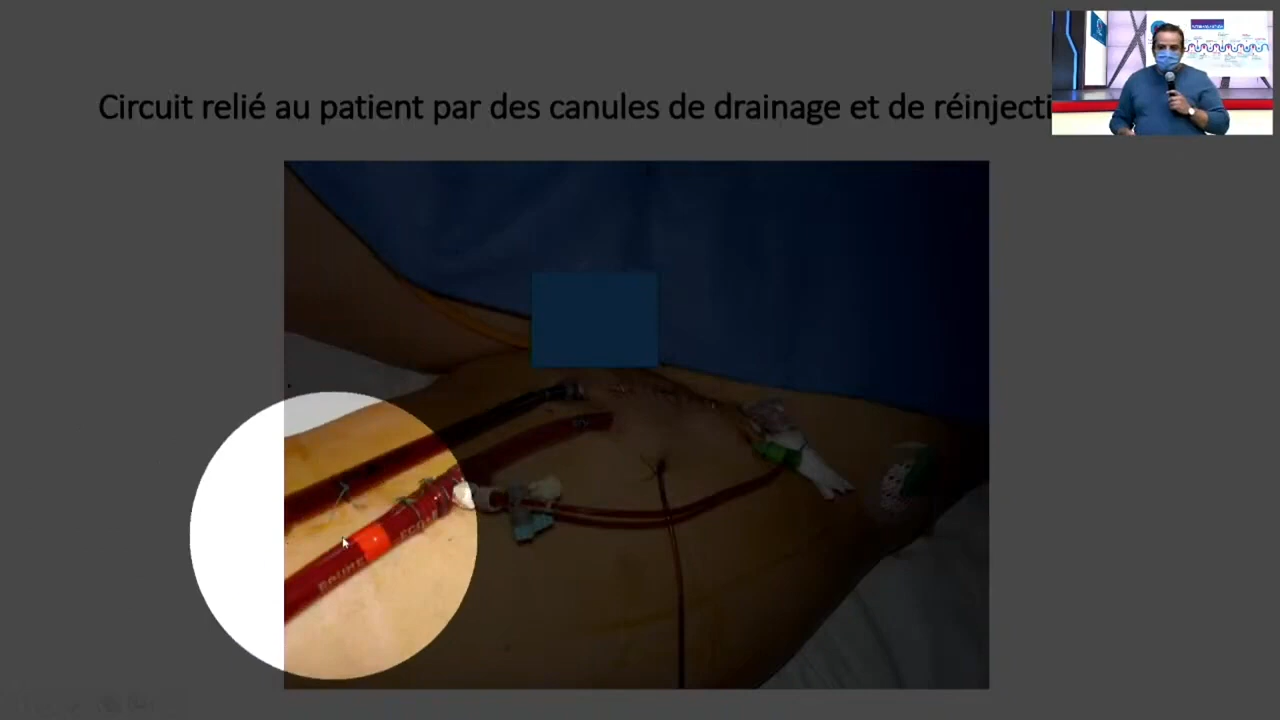 Circuit relié au patient par des canules de drainage et de réinjecti